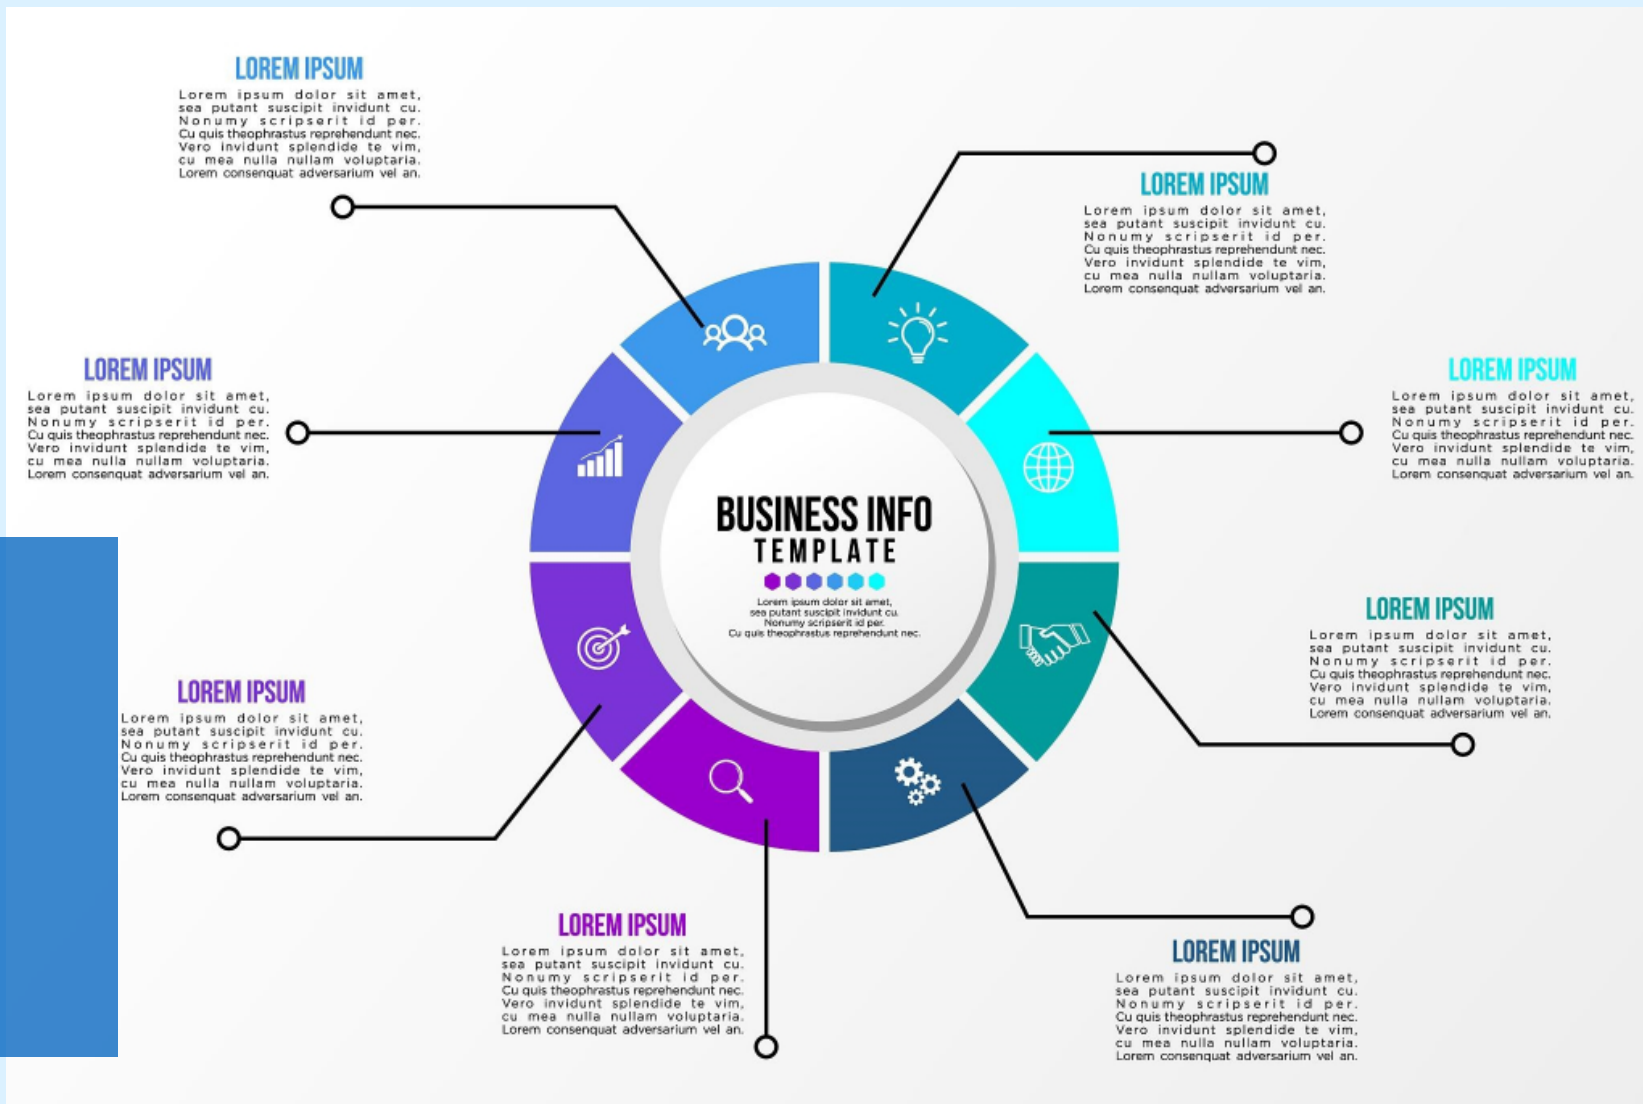 LOREM IPSUM
Lorem ipsum dolor sit amet,
sea putant suscipit invidunt cu.
Nonumy scripserit id per.
Cu quis theophrastus reprehendunt nec.
Vero invidunt splendide te vim,
cu mea nulla nullam voluptaria.
Lorem consenquat adversarium vel an.
LOREM IPSUM
Lorem ipsum dolor sit amet,
sea putant suscipit invidunt cu.
Nonumy scripserit id per.
Cu quis theophrastus reprehendunt nec.
Vero invidunt splendide te vim,
cu mea nulla nullam voluptaria.
Lorem consenquat adversarium vel an.
LOREM IPSUM
Lorem ipsum dolor sit amet,
sea putant suscipit invidunt cu.
Nonumy scripserit id per.
Cu quis theophrastus reprehendunt nec.
Vero invidunt splendide te vim,
cu mea nulla nullam voluptaria.
Lorem consenquat adversarium vel an.
LOREM IPSUM
Lorem ipsum dolor sit amet,
sea putant suscipit invidunt cu.
Nonumy scripserit id per.
Cu quis theophrastus reprehendunt nec.
Vero invidunt splendide te vim,
cu mea nulla nullam voluptaria.
Lorem consenquat adversarium vel an.
BUSINESS INFO
TEMPLATE
Lorem ipsum dolor sit amet,
sea putant suscipit invidunt cu.
Nonumy scripserit id per.
Cu quis theophrastus reprehendunt nec.
LOREM IPSUM
Lorem ipsum dolor sit amet,
sea putant suscipit invidunt cu.
Nonumy scripserit id per.
Cu quis theophrastus reprehendunt nec.
Vero invidunt splendide te vim,
cu mea nulla nullam voluptaria.
Lorem consenquat adversarium vel an.
LOREM IPSUM
Lorem ipsum dolor sit amet,
sea putant suscipit invidunt cu.
Nonumy scripserit id per.
Cu quis theophrastus reprehendunt nec.
Vero invidunt splendide te vim,
cu mea nulla nullam voluptaria.
Lorem consenquat adversarium vel an.
LOREM IPSUM
Lorem ipsum dolor sit amet,
sea putant suscipit invidunt cu.
Nonumy scripserit id per.
Cu quis theophrastus reprehendunt nec.
Vero invidunt splendide te vim,
cu mea nulla nullam voluptaria.
Lorem consenquat adversarium vel an.
LOREM IPSUM
Lorem ipsum dolor sit amet,
sea putant suscipit invidunt cu.
Nonumy scripserit id per.
Cu quis theophrastus reprehendunt nec.
Vero invidunt splendide te vim,
cu mea nulla nullam voluptaria.
Lorem consenquat adversarium vel an.